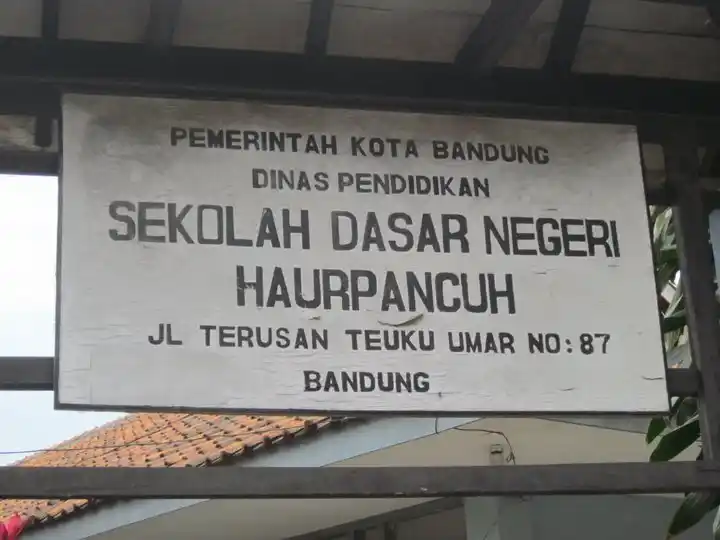 PEMERINTAH KOTA BANDUNG
DINAS PENDIDIKAN
SEKOLAH DASAR NEGERI
HAURPANCUH
JL TERUSAN TEUKU UMAR NO: 87
BANDUNG